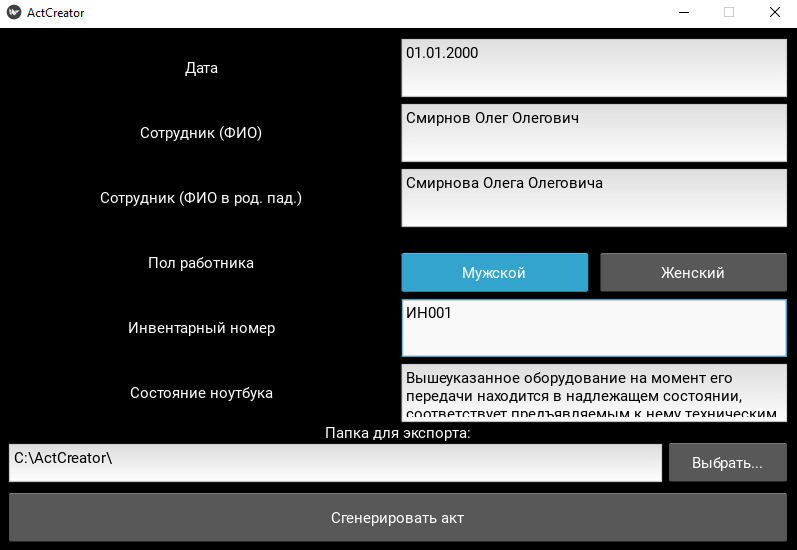 ActCreator
Дата
01.01.2000
Сотрудник (ФИО)
Смирнов Олег Олегович
Сотрудник (ФИО в род. пад.)
Смирнова Олега Олеговича
Пол работника
Мужской
Женский
Инвентарный номер
ИН001
Состояние ноутбука
Вышеуказанное оборудование на момент его
передачи находится в надлежащем состоянии,
соответствует предъявляемым к нему техническим
Папка для экспорта:
C:\ActCreator\
Выбрать...
Сгенерировать акт